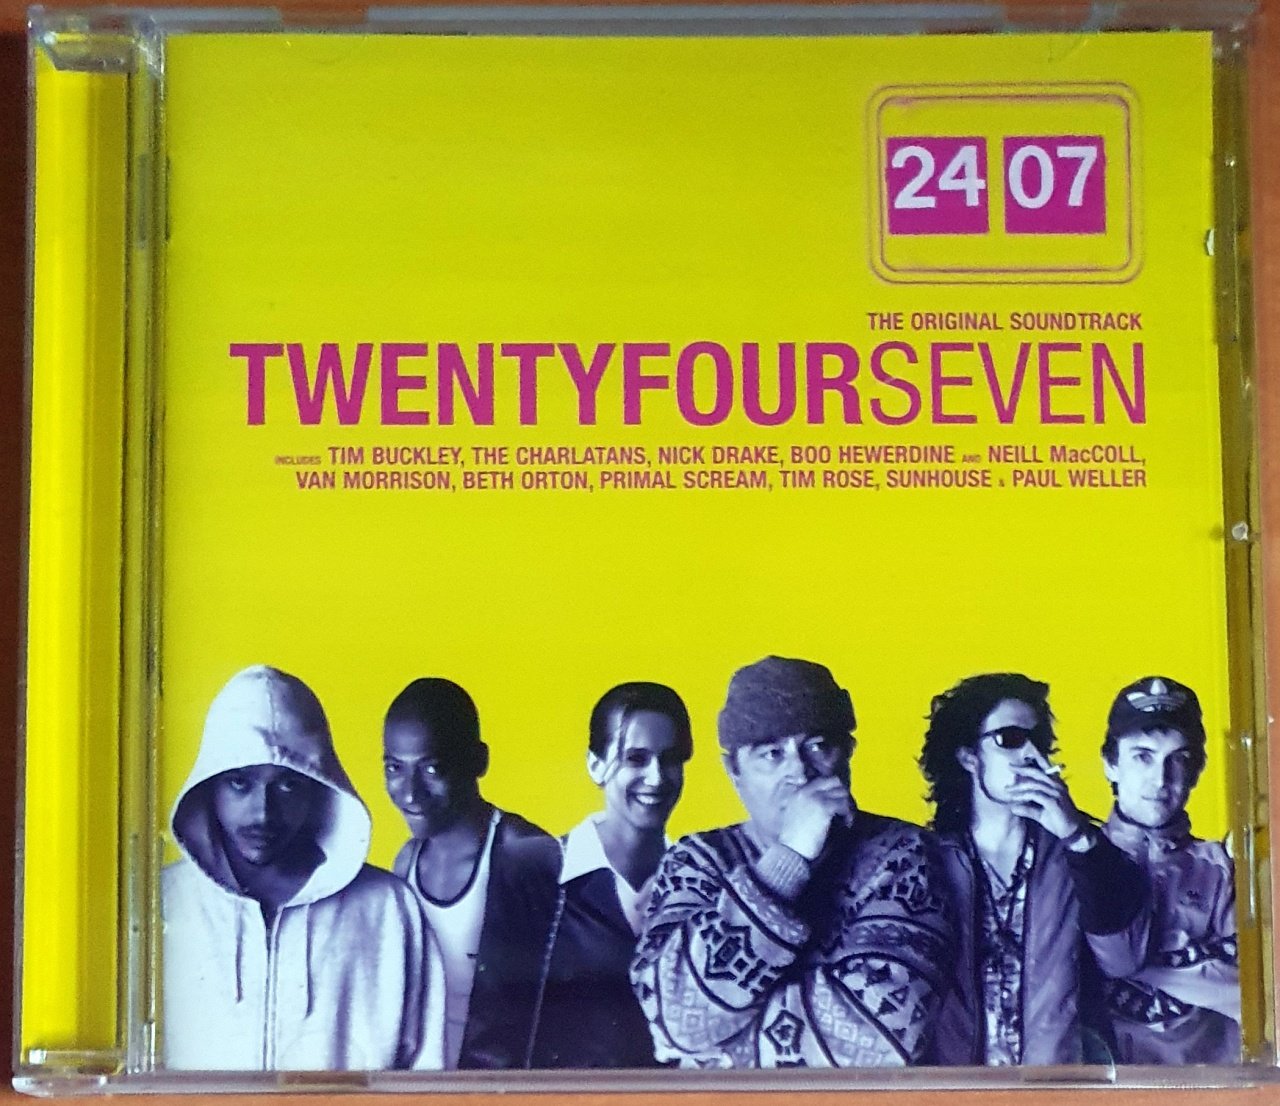 24 07
THE ORIGINAL SOUNDTRACK
TWENTYFOURSEVEN
INCLUDES TIM BUCKLEY, THE CHARLATANS, NICK DRAKE, BOO HEWERDINE AND NEILL MacCOLL,
VAN MORRISON, BETH ORTON, PRIMAL SCREAM, TIM ROSE, SUNHOUSE & PAUL WELLER